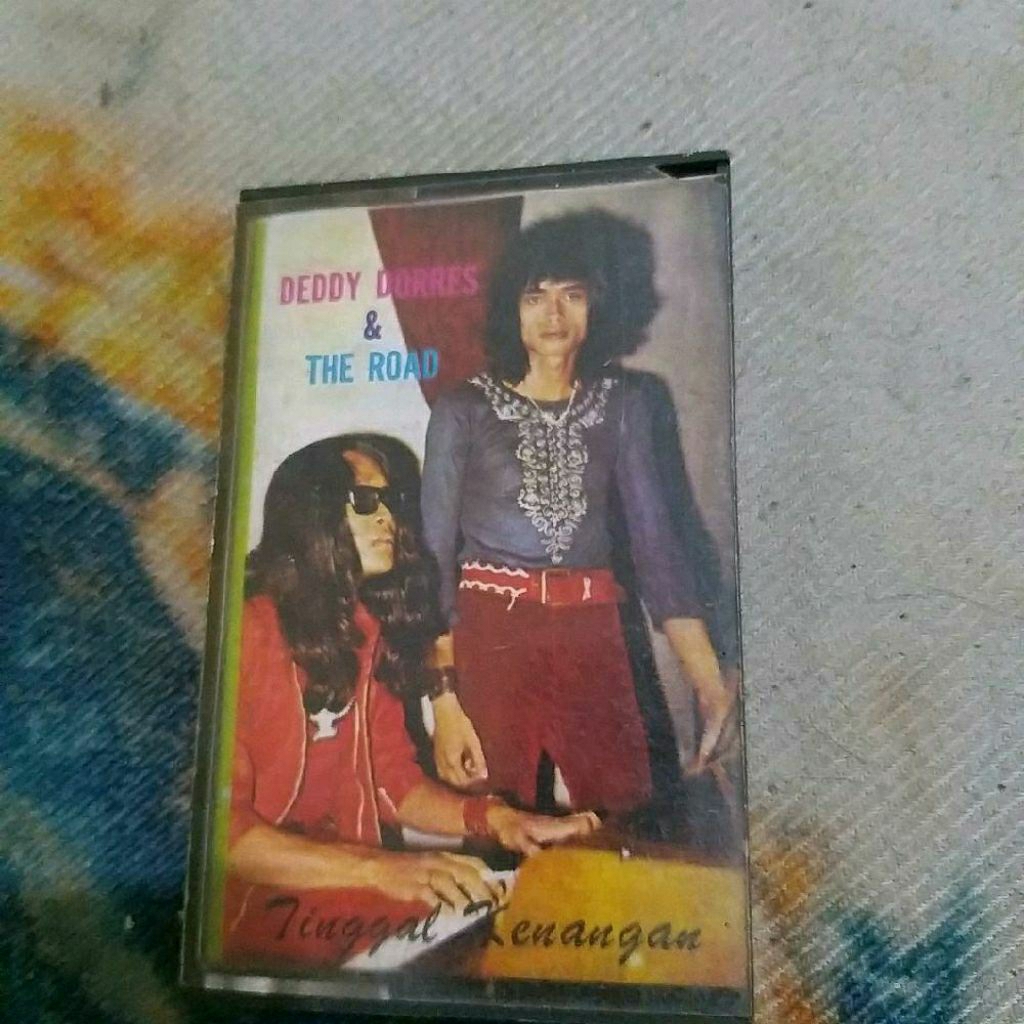 DEDDY DORRES
&
THE ROAD
Tinggal Kenangan